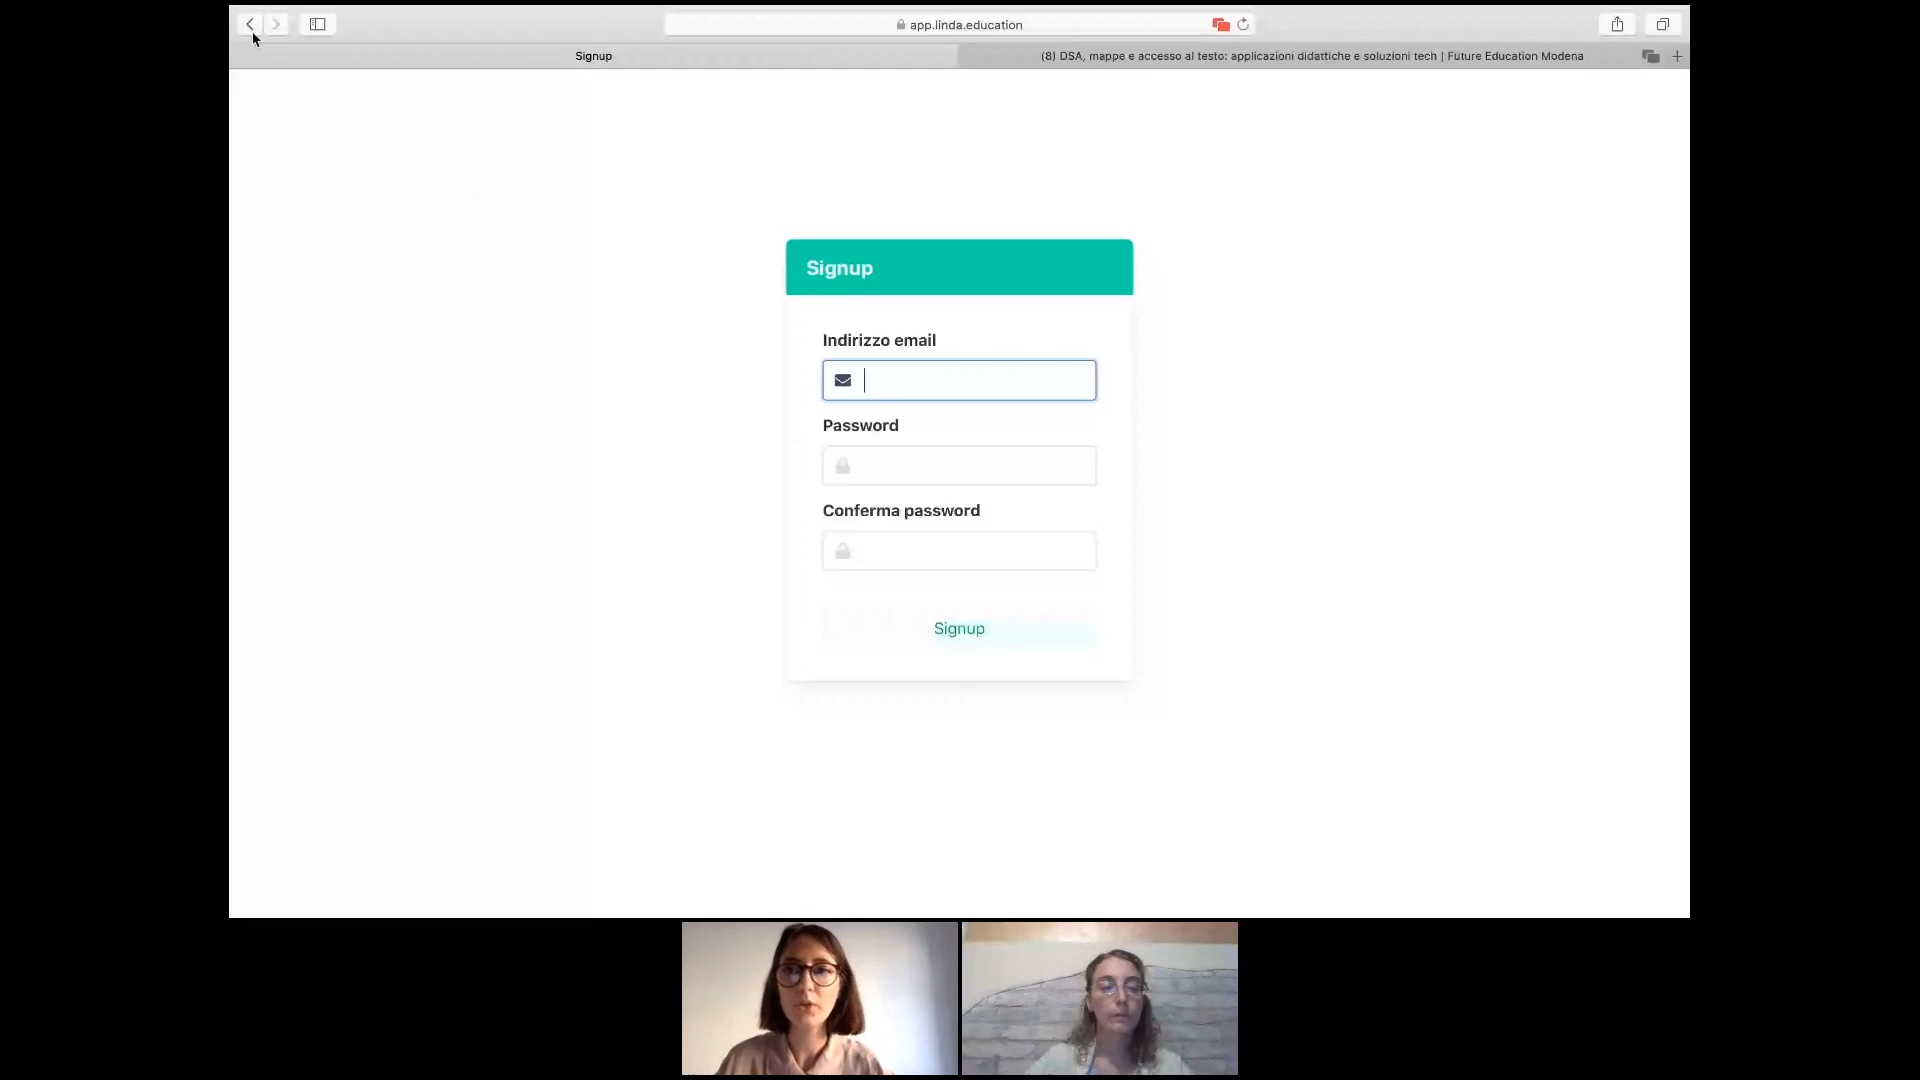 app.linda.education
Signup
(8) DSA, mappe e accesso al testo: applicazioni didattiche e soluzioni tech | Future Education Modena
Signup
Indirizzo email
Password
Conferma password
Signup